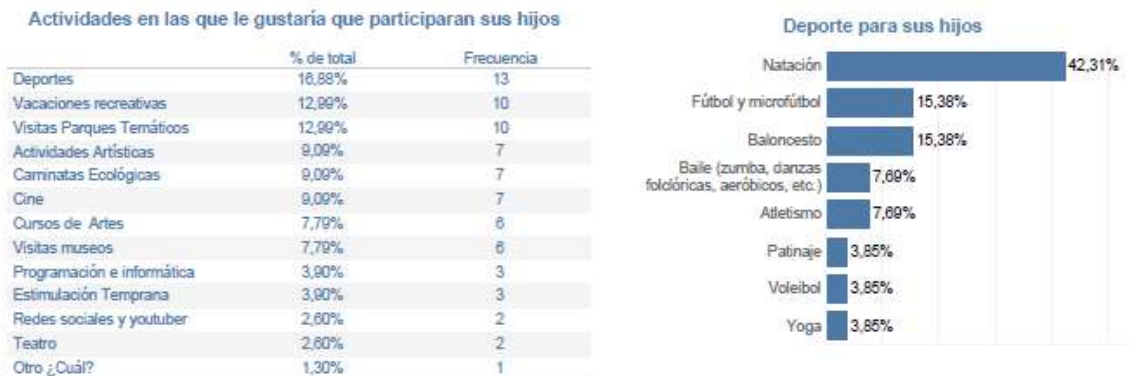 Actividades en las que le gustaría que participaran sus hijos
% de total Frecuencia
Deportes 16,88% 13
Vacaciones recreativas 12,99% 10
Visitas Parques Temáticos 12,99% 10
Actividades Artísticas 9,09% 7
Caminatas Ecológicas 9,09% 7
Cine 9,09% 7
Cursos de Artes 7,79% 6
Visitas museos 7,79% 6
Programación e informática 3,90% 3
Estimulación Temprana 3,90% 3
Redes sociales y youtuber 2,60% 2
Teatro 2,60% 2
Otro ¿Cuál? 1,30% 1
Deporte para sus hijos
Natación 42,31%
Fútbol y microfútbol 15,38%
Baloncesto 15,38%
Baile (zumba, danzas
folclóricas, aeróbicos, etc.) 7,69%
Atletismo 7,69%
Patinaje 3,85%
Voleibol 3,85%
Yoga 3,85%